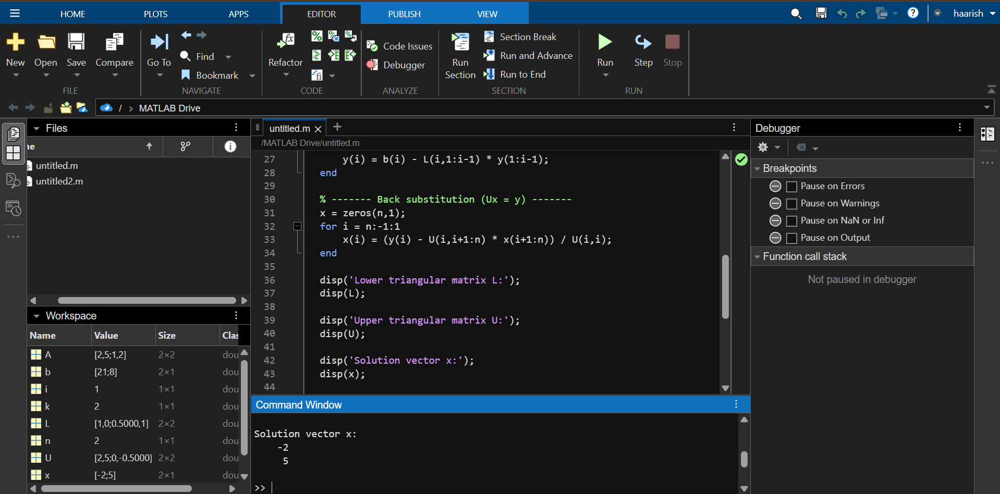 HOME PLOTS APPS EDITOR PUBLISH VIEW haarish
New Open Save Compare
FILE
Go To Find Bookmark
NAVIGATE
Refactor
CODE
Code Issues
Debugger
ANALYZE
Run Section
Section Break
Run and Advance
Run to End
SECTION
Run Step Stop
RUN
/ > MATLAB Drive
Files
ne
untitled.m
untitled2.m
Workspace
Name Value Size Clas
A [2,5;1,2] 2×2 dou
b [21;8] 2×1 dou
i 1 1×1 dou
k 2 1×1 dou
L [1,0;0.5000,1] 2×2 dou
n 2 1×1 dou
U [2,5;0,-0.5000] 2×2 dou
x [-2;5] 2×1 dou
untitled.m
/MATLAB Drive/untitled.m
27 y(i) = b(i) - L(i,1:i-1) * y(1:i-1);
28 end
29
30 % ------- Back substitution (Ux = y) -------
31 x = zeros(n,1);
32 for i = n:-1:1
33 x(i) = (y(i) - U(i,i+1:n) * x(i+1:n)) / U(i,i);
34 end
35
36 disp('Lower triangular matrix L:');
37 disp(L);
38
39 disp('Upper triangular matrix U:');
40 disp(U);
41
42 disp('Solution vector x:');
43 disp(x);
44
Command Window
Solution vector x:
-2
5
>>
Debugger
Breakpoints
Pause on Errors
Pause on Warnings
Pause on NaN or Inf
Pause on Output
Function call stack
Not paused in debugger